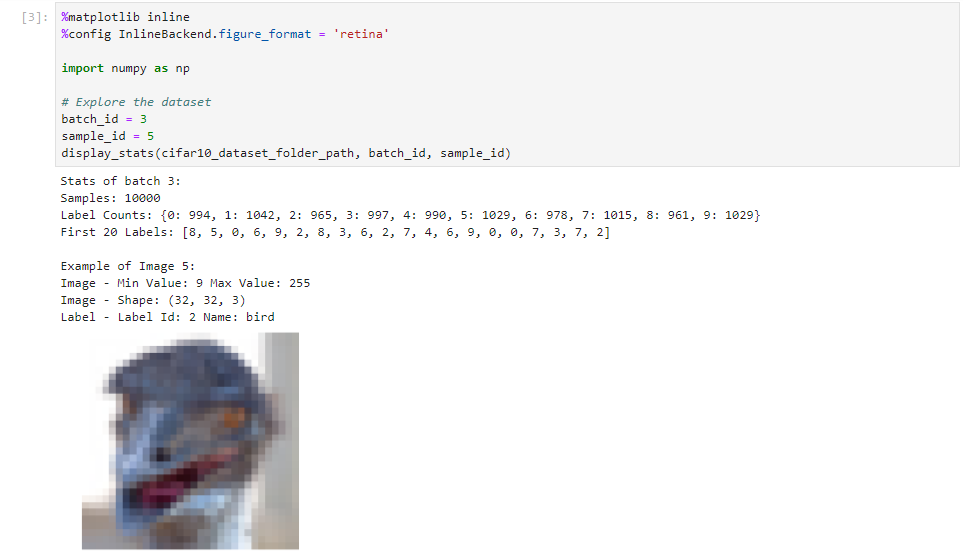 [3]:
%matplotlib inline
%config InlineBackend.figure_format = 'retina'
import numpy as np
# Explore the dataset
batch_id = 3
sample_id = 5
display_stats(cifar10_dataset_folder_path, batch_id, sample_id)
Stats of batch 3:
Samples: 10000
Label Counts: {0: 994, 1: 1042, 2: 965, 3: 997, 4: 990, 5: 1029, 6: 978, 7: 1015, 8: 961, 9: 1029}
First 20 Labels: [8, 5, 0, 6, 9, 2, 8, 3, 6, 2, 7, 4, 6, 9, 0, 0, 7, 3, 7, 2]
Example of Image 5:
Image - Min Value: 9 Max Value: 255
Image - Shape: (32, 32, 3)
Label - Label Id: 2 Name: bird